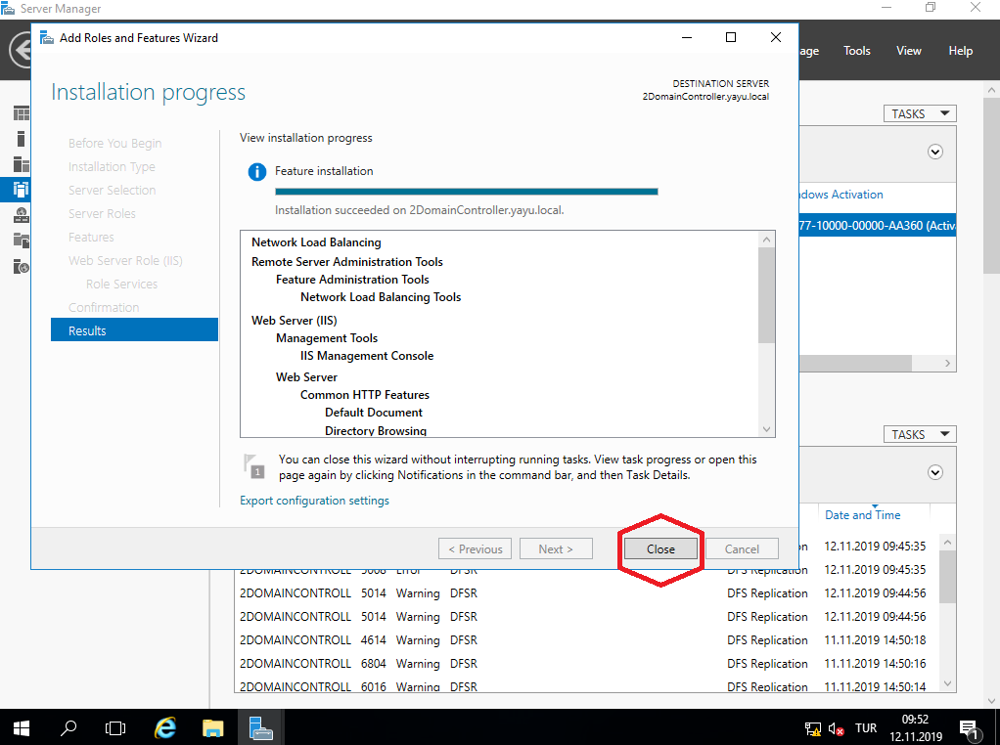 Server Manager
Add Roles and Features Wizard
age Tools View Help
Installation progress
DESTINATION SERVER
2DomainController.yayu.local
TASKS
Before You Begin
Installation Type
Server Selection
Server Roles
Features
Web Server Role (IIS)
Role Services
Confirmation
Results
View installation progress
Feature installation
Installation succeeded on 2DomainController.yayu.local.
Network Load Balancing
Remote Server Administration Tools
Feature Administration Tools
Network Load Balancing Tools
Web Server (IIS)
Management Tools
IIS Management Console
Web Server
Common HTTP Features
Default Document
Directory Browsing
1
You can close this wizard without interrupting running tasks. View task progress or open this
page again by clicking Notifications in the command bar, and then Task Details.
Export configuration settings
< Previous Next > Close Cancel
dows Activation
77-10000-00000-AA360 (Activa
TASKS
Date and Time
on 12.11.2019 09:45:35
2DOMAINCONTROLL 5008 Error DFSR DFS Replication 12.11.2019 09:45:35
2DOMAINCONTROLL 5014 Warning DFSR DFS Replication 12.11.2019 09:44:56
2DOMAINCONTROLL 5014 Warning DFSR DFS Replication 12.11.2019 09:44:56
2DOMAINCONTROLL 4614 Warning DFSR DFS Replication 11.11.2019 14:50:18
2DOMAINCONTROLL 6804 Warning DFSR DFS Replication 11.11.2019 14:50:16
2DOMAINCONTROLL 6016 Warning DFSR DFS Replication 11.11.2019 14:50:14
TUR
09:52
12.11.2019
1